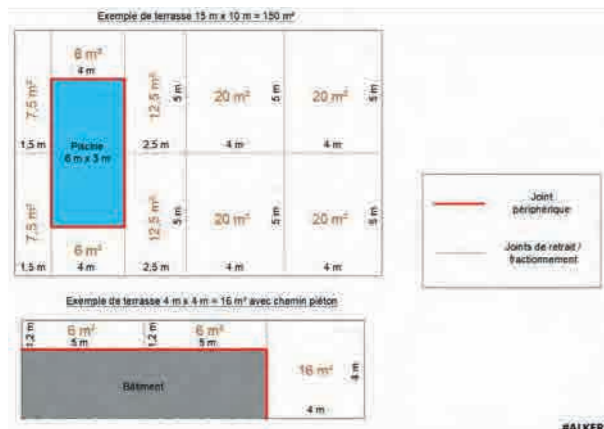 Exemple de terrasse 15 m x 10 m = 150 m²
6 m²
4 m
7,5 m²
5 m
1,5 m
12,5 m²
5 m
2,5 m
20 m²
5 m
4 m
20 m²
5 m
4 m
Piscine
6 m x 3 m
7,5 m²
5 m
1,5 m
6 m²
4 m
12,5 m²
5 m
2,5 m
20 m²
5 m
4 m
20 m²
5 m
4 m
Joint
périphérique
Joints de retrait /
fractionnement
Exemple de terrasse 4 m x 4 m = 16 m² avec chemin piéton
1,2 m
6 m²
5 m
1,2 m
6 m²
5 m
16 m²
4 m
4 m
Bâtiment
#ALKER